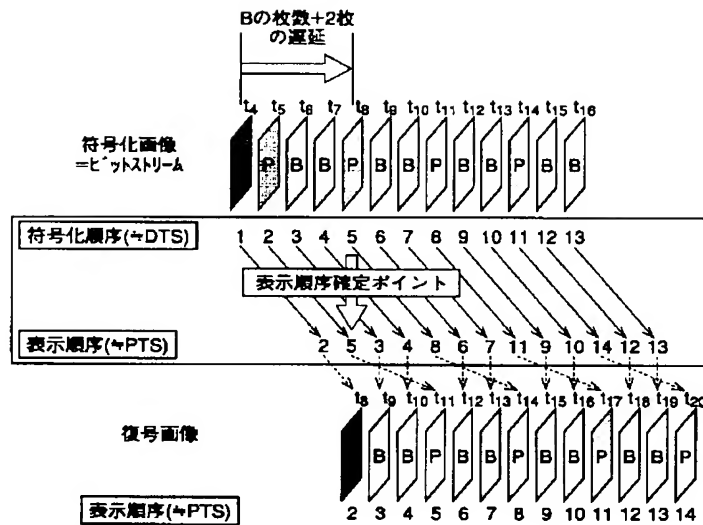 Bの枚数+2枚
の遅延
t4 t5 t6 t7 t8 t9 t10 t11 t12 t13 t14 t15 t16
符号化画像
=ビットストリーム
P B B P B B P B B P B B
符号化順序(≒DTS)
1 2 3 4 5 6 7 8 9 10 11 12 13
表示順序確定ポイント
表示順序(≒PTS)
2 5 3 4 8 6 7 11 9 10 14 12 13
t8 t9 t10 t11 t12 t13 t14 t15 t16 t17 t18 t19 t20
復号画像
B B P B B P B B P B B P
表示順序(≒PTS)
2 3 4 5 6 7 8 9 10 11 12 13 14